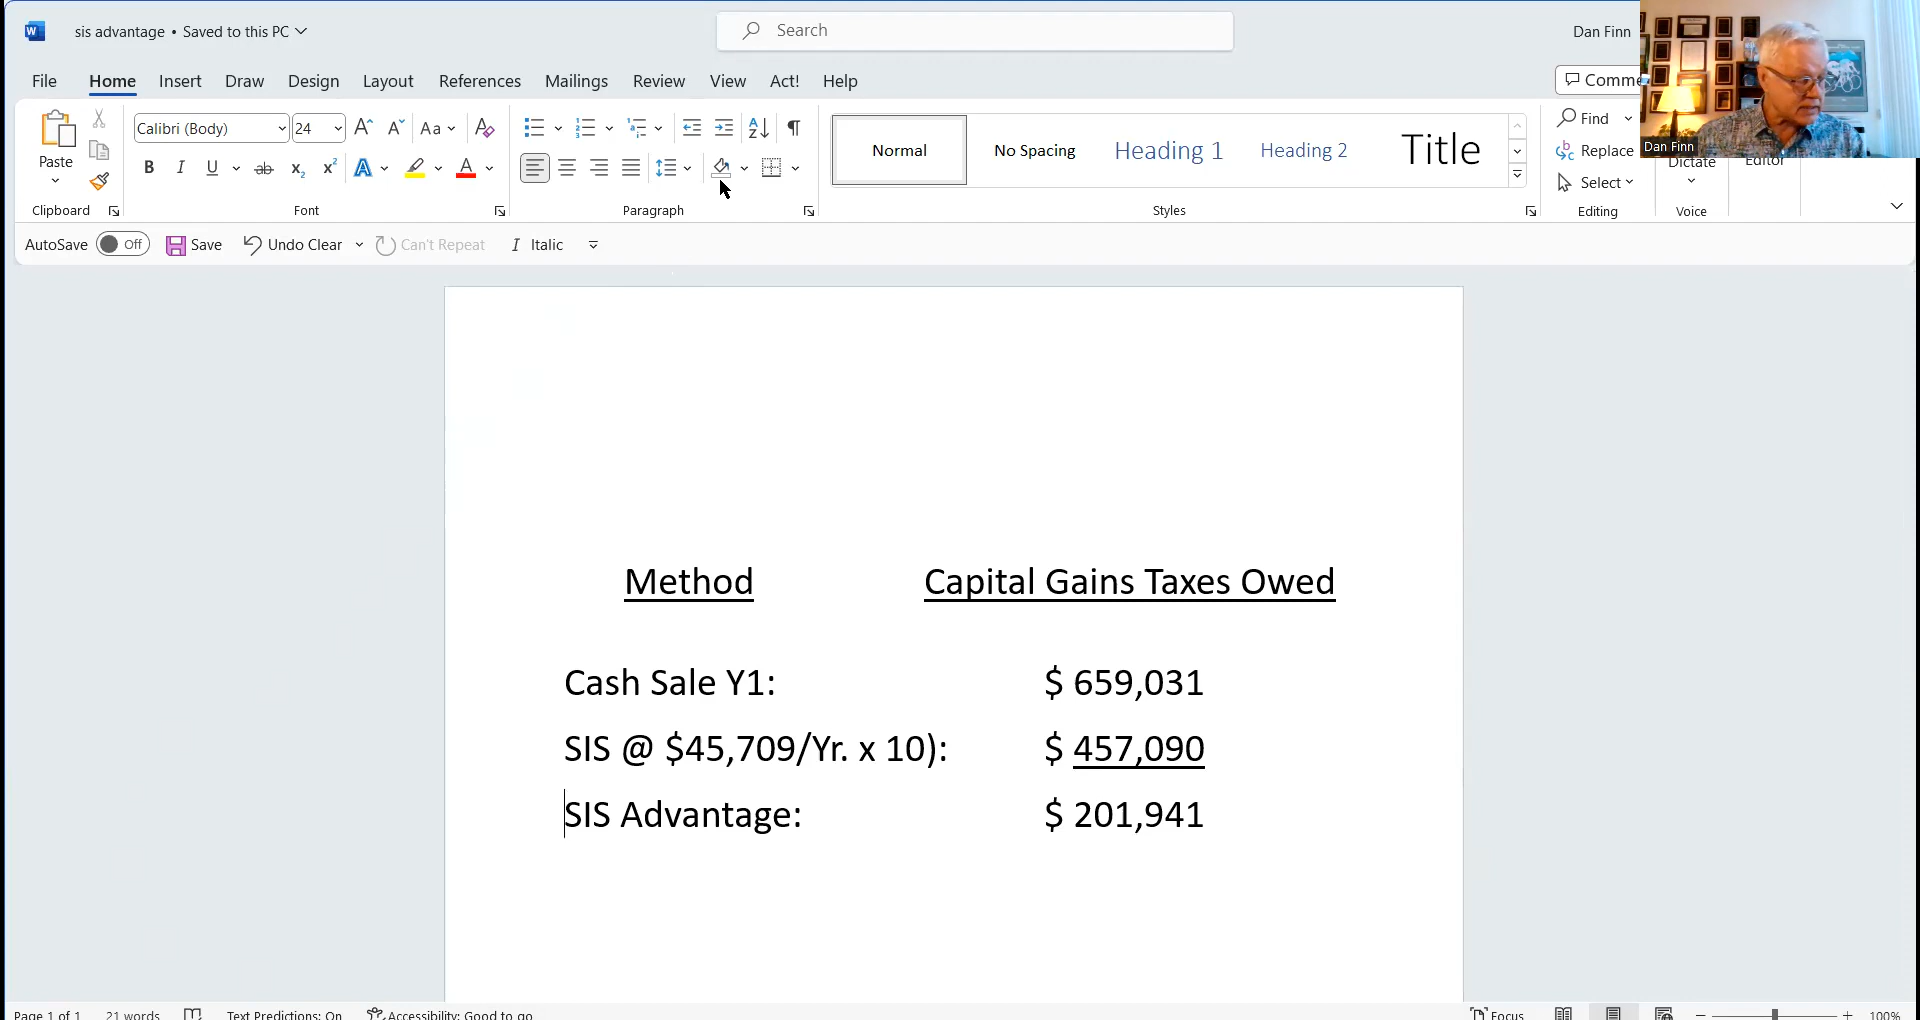 sis advantage • Saved to this PC
Search
Dan Finn
File Home Insert Draw Design Layout References Mailings Review View Act! Help
Paste
Calibri (Body) 24
Normal No Spacing Heading 1 Heading 2 Title
Find
Replace
Select
Dan Finn
Dictate
Editor
Clipboard Font Paragraph Styles Editing Voice
AutoSave Off Save Undo Clear Can't Repeat I Italic
Method Capital Gains Taxes Owed
Cash Sale Y1: $ 659,031
SIS @ $45,709/Yr. x 10): $ 457,090
SIS Advantage: $ 201,941
Page 1 of 1 21 words Text Predictions: On Accessibility: Good to go Focus 100%